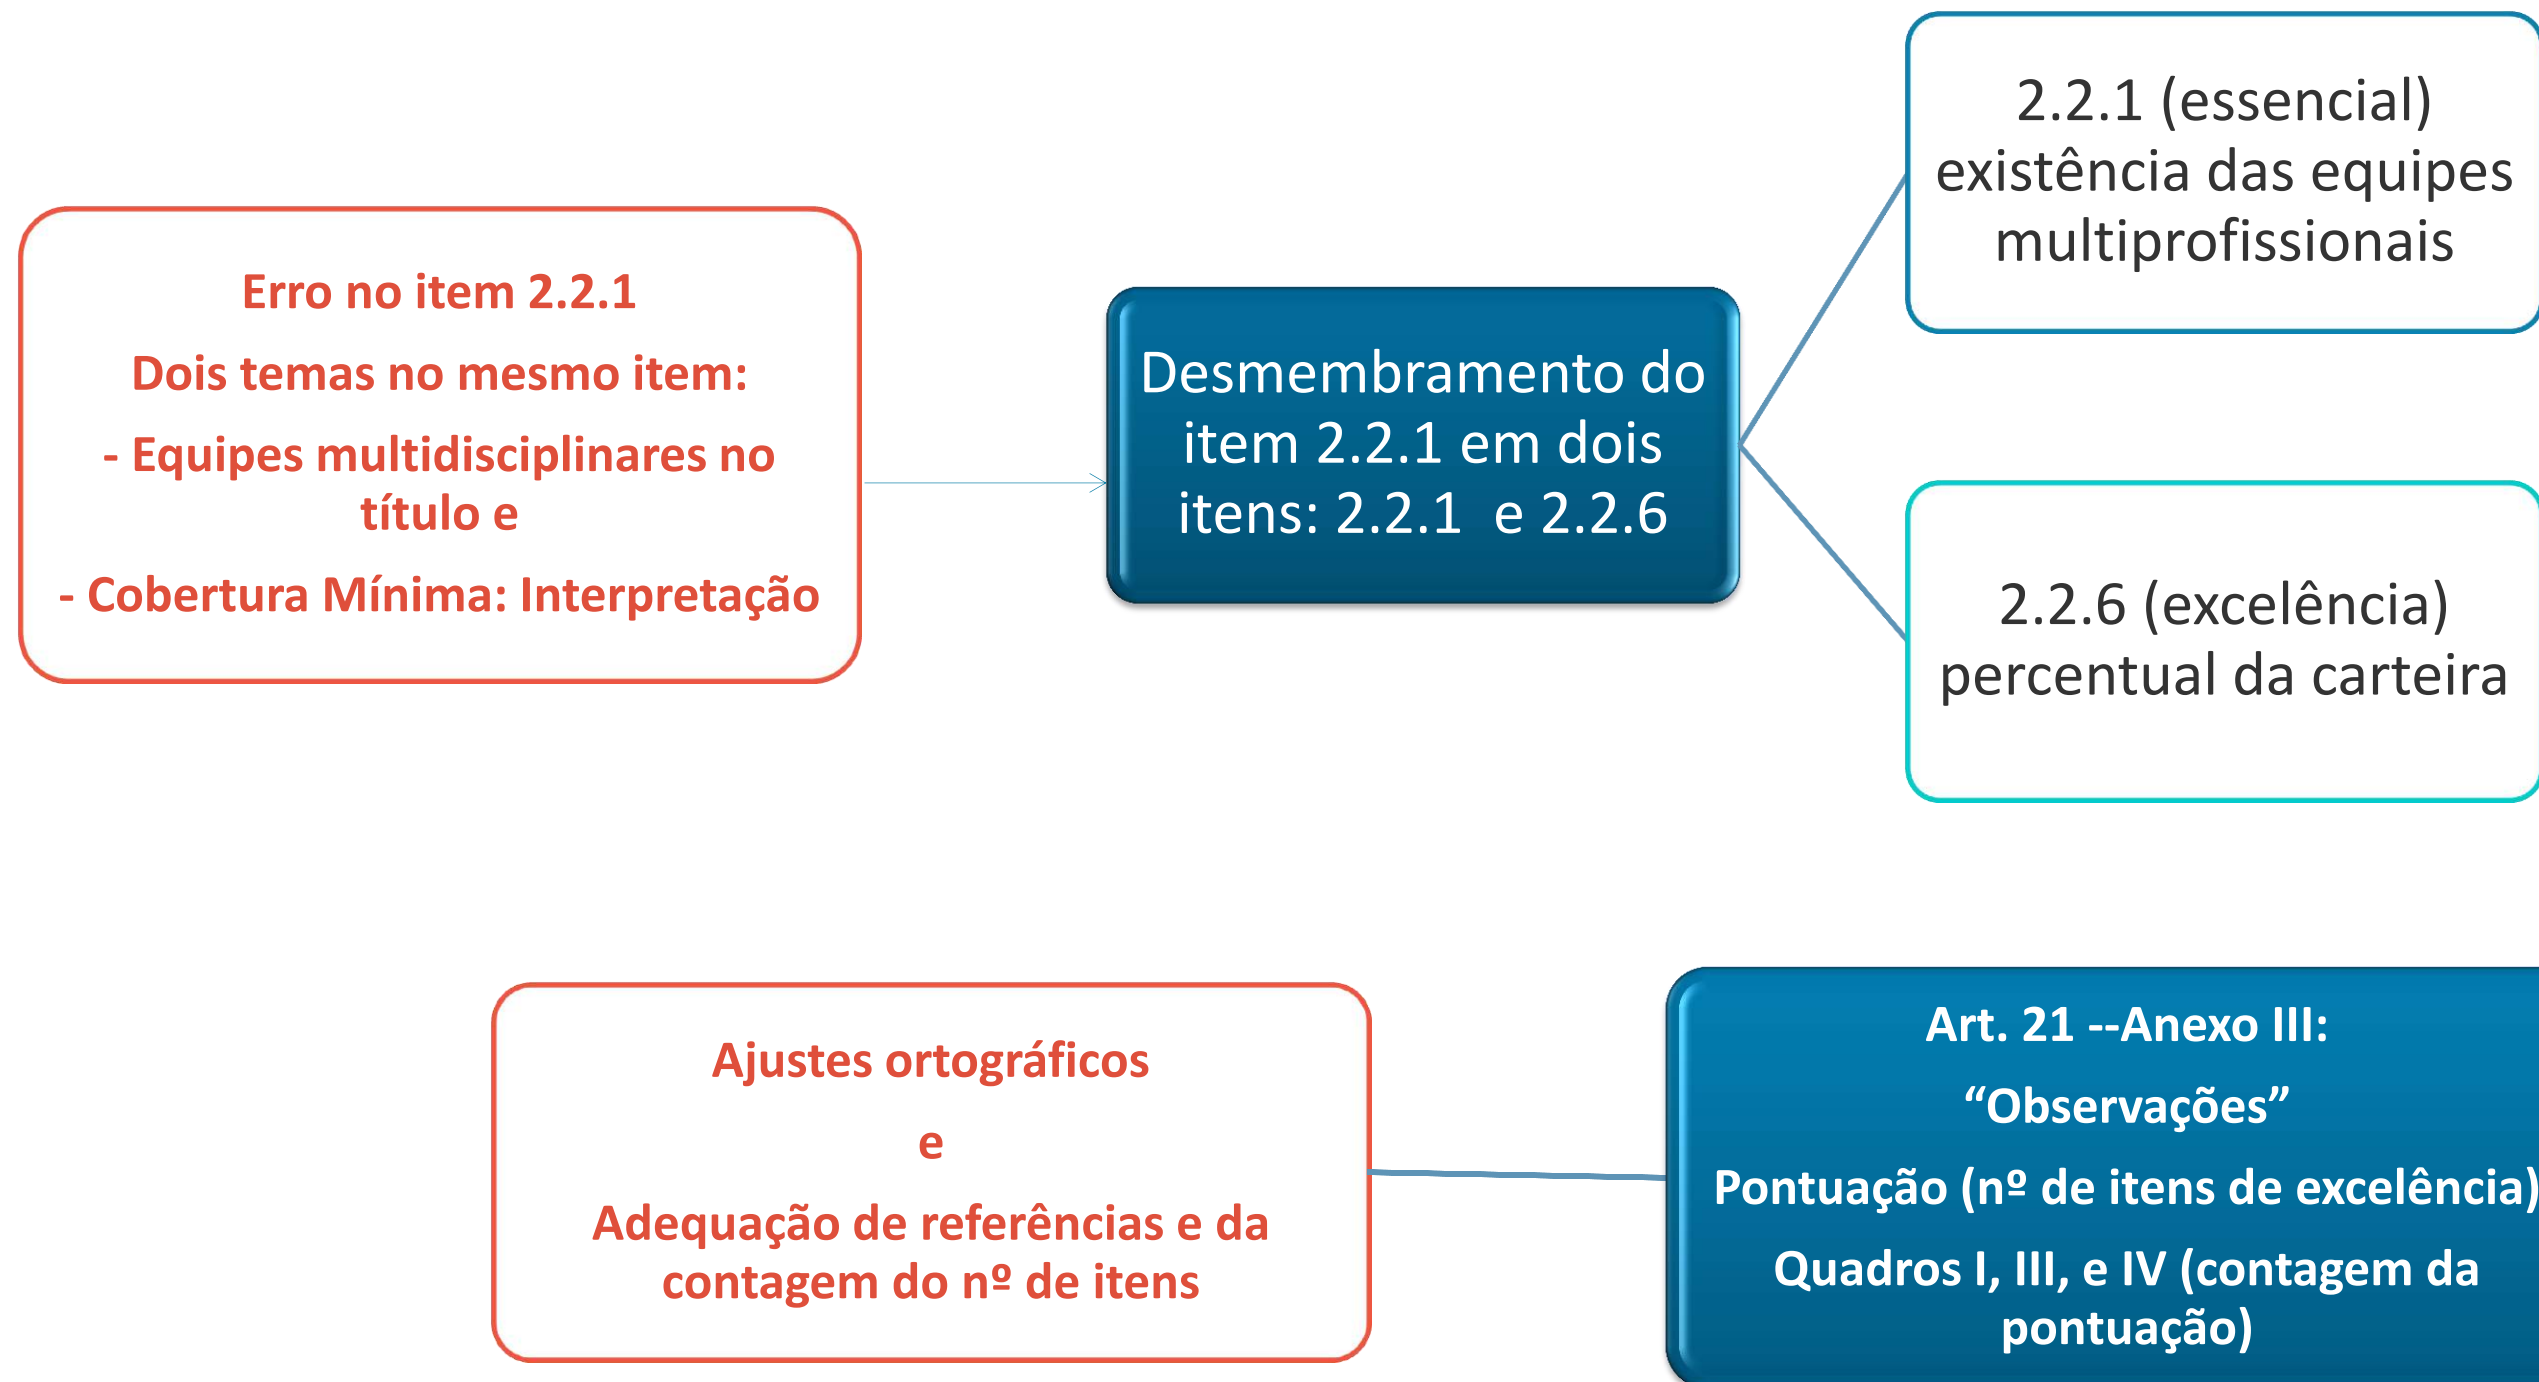 Erro no item 2.2.1
Dois temas no mesmo item:
- Equipes multidisciplinares no
título e
- Cobertura Mínima: Interpretação
Desmembramento do
item 2.2.1 em dois
itens: 2.2.1 e 2.2.6
2.2.1 (essencial)
existência das equipes
multiprofissionais
2.2.6 (excelência)
percentual da carteira
Ajustes ortográficos
e
Adequação de referências e da
contagem do nº de itens
Art. 21 --Anexo III:
“Observações”
Pontuação (nº de itens de excelência)
Quadros I, III, e IV (contagem da
pontuação)